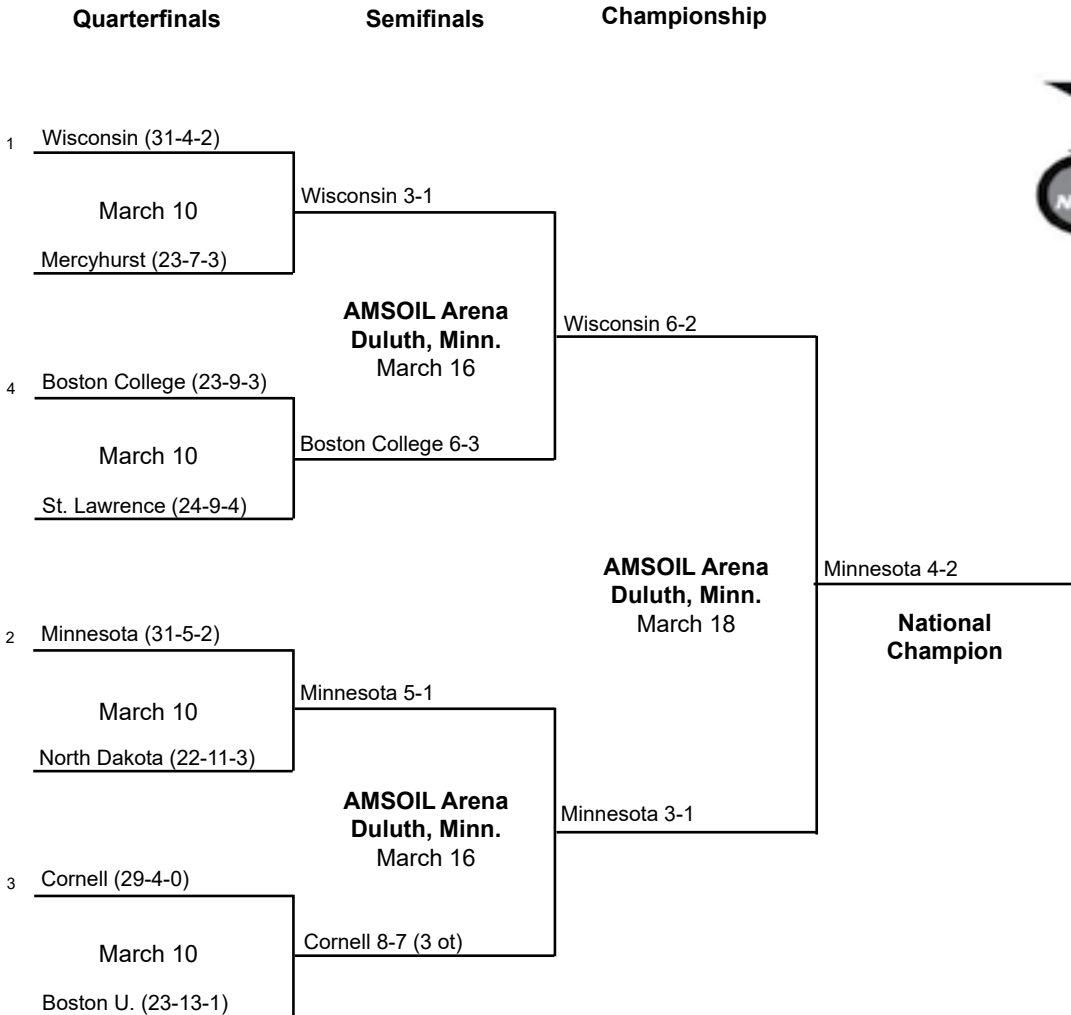 Quarterfinals
Semifinals
Championship
1 Wisconsin (31-4-2)
March 10
Mercyhurst (23-7-3)
Wisconsin 3-1
4 Boston College (23-9-3)
March 10
St. Lawrence (24-9-4)
Boston College 6-3
AMSOIL Arena
Duluth, Minn.
March 16
Wisconsin 6-2
2 Minnesota (31-5-2)
March 10
North Dakota (22-11-3)
Minnesota 5-1
3 Cornell (29-4-0)
March 10
Boston U. (23-13-1)
Cornell 8-7 (3 ot)
AMSOIL Arena
Duluth, Minn.
March 16
Minnesota 3-1
AMSOIL Arena
Duluth, Minn.
March 18
Minnesota 4-2
National
Champion